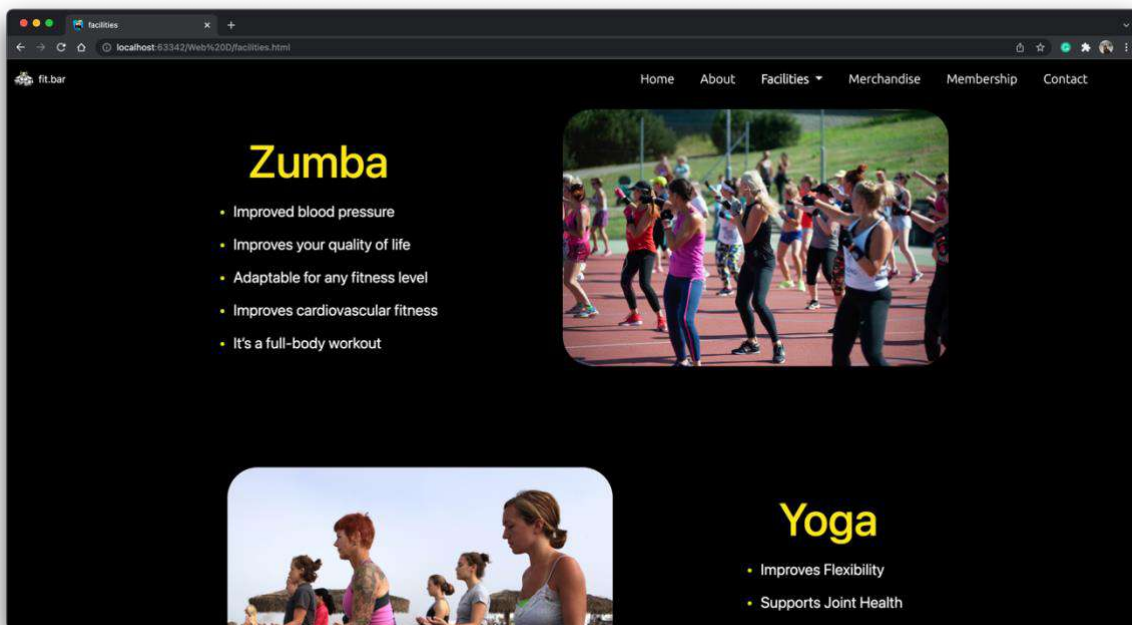 facilities
localhost:63342/Web%20D/facilities.html
fit.bar
Home About Facilities Merchandise Membership Contact
Zumba
• Improved blood pressure
• Improves your quality of life
• Adaptable for any fitness level
• Improves cardiovascular fitness
• It's a full-body workout
Yoga
• Improves Flexibility
• Supports Joint Health